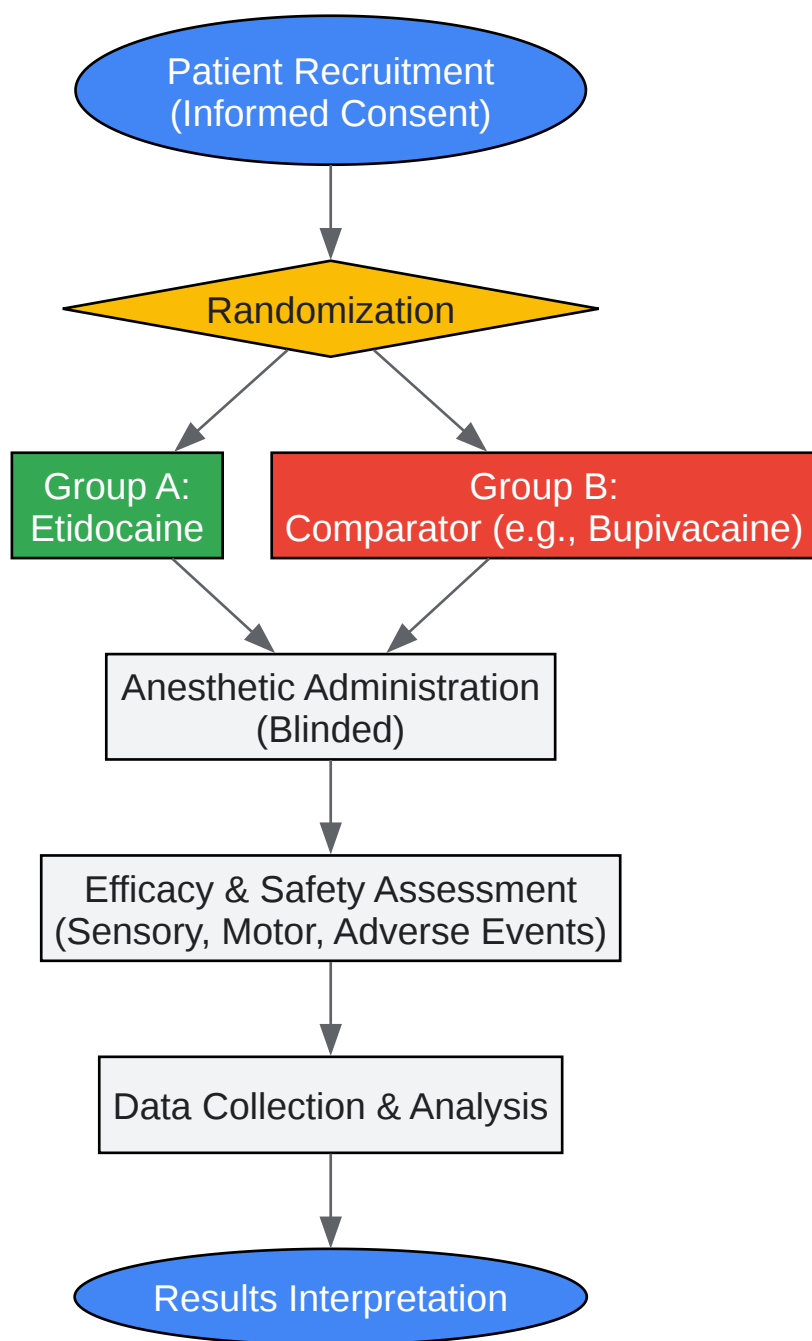 Patient Recruitment
(Informed Consent)
Randomization
Group A:
Etidocaine
Group B:
Comparator (e.g., Bupivacaine)
Anesthetic Administration
(Blinded)
Efficacy & Safety Assessment
(Sensory, Motor, Adverse Events)
Data Collection & Analysis
Results Interpretation